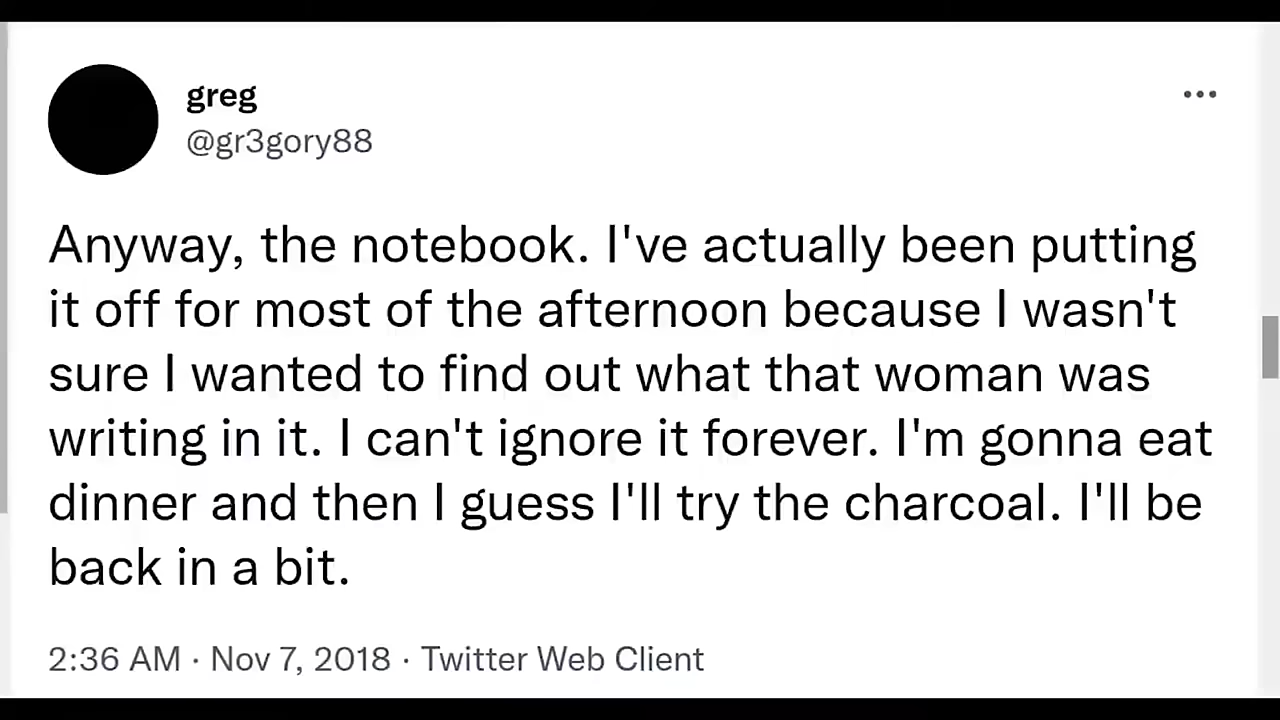 greg
@gr3gory88
Anyway, the notebook. I've actually been putting
it off for most of the afternoon because I wasn't
sure I wanted to find out what that woman was
writing in it. I can't ignore it forever. I'm gonna eat
dinner and then I guess I'll try the charcoal. I'll be
back in a bit.
2:36 AM · Nov 7, 2018 · Twitter Web Client